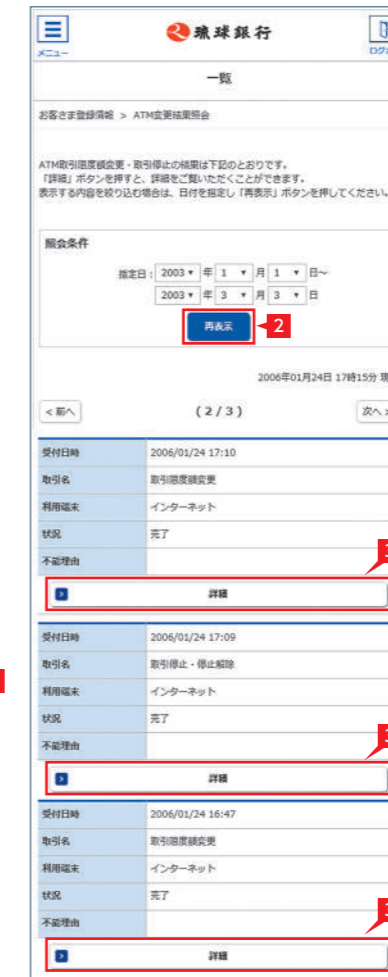 琉球銀行
メニュー
一覧
お客さま登録情報 > ATM変更結果照会
ATM取引限度額変更・取引停止の結果は下記のとおりです。
「詳細」ボタンを押すと、詳細をご覧いただくことができます。
表示する内容を絞り込む場合は、日付を指定し「再表示」ボタンを押してください。
照会条件
指定日： 2003 年 1 月 1 日～
2003 年 3 月 3 日
再表示 2
2006年01月24日 17時15分
< 前へ (2/3) 次へ
受付日時 2006/01/24 17:10
取引名 取引限度額変更
利用端末 インターネット
状況 完了
不能理由
詳細
受付日時 2006/01/24 17:09
取引名 取引停止・停止解除
利用端末 インターネット
状況 完了
不能理由
詳細
受付日時 2006/01/24 16:47
取引名 取引限度額変更
利用端末 インターネット
状況 完了
不能理由
詳細